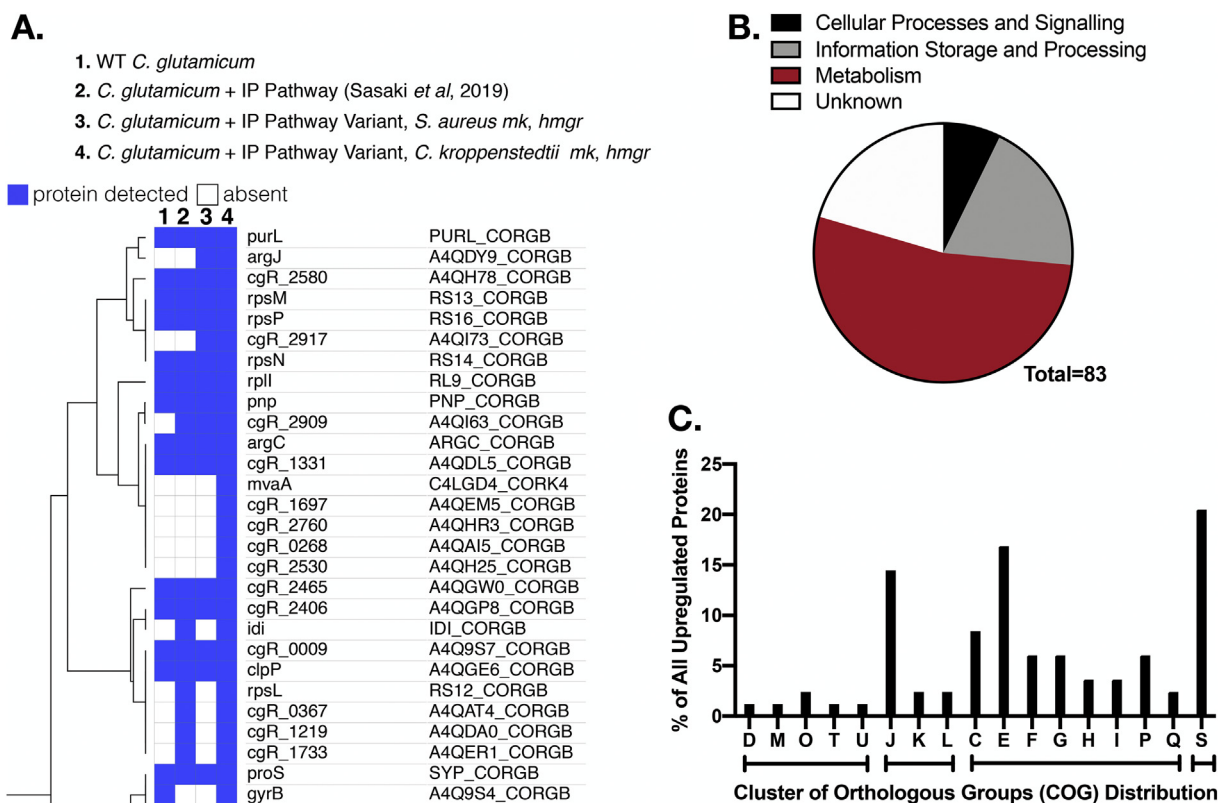 A.
1. WT C. glutamicum
2. C. glutamicum + IP Pathway (Sasaki et al, 2019)
3. C. glutamicum + IP Pathway Variant, S. aureus mk, hmgr
4. C. glutamicum + IP Pathway Variant, C. kroppenstedtii mk, hmgr
protein detected absent
1 2 3 4
purL PURL_CORGB
argJ A4QDY9_CORGB
cgR_2580 A4QH78_CORGB
rpsM RS13_CORGB
rpsP RS16_CORGB
cgR_2917 A4QI73_CORGB
rpsN RS14_CORGB
rplI RL9_CORGB
pnp PNP_CORGB
cgR_2909 A4QI63_CORGB
argC ARGC_CORGB
cgR_1331 A4QDL5_CORGB
mvaA C4LGD4_CORK4
cgR_1697 A4QEM5_CORGB
cgR_2760 A4QHR3_CORGB
cgR_0268 A4QAI5_CORGB
cgR_2530 A4QH25_CORGB
cgR_2465 A4QGW0_CORGB
cgR_2406 A4QGP8_CORGB
idi IDI_CORGB
cgR_0009 A4Q9S7_CORGB
clpP A4QGE6_CORGB
rpsL RS12_CORGB
cgR_0367 A4QAT4_CORGB
cgR_1219 A4QDA0_CORGB
cgR_1733 A4QER1_CORGB
proS SYP_CORGB
gyrB A4Q9S4_CORGB
B.
Cellular Processes and Signalling
Information Storage and Processing
Metabolism
Unknown
Total=83
C.
% of All Upregulated Proteins
25
20
15
10
5
0
D M O T U J K L C E F G H I P Q S
Cluster of Orthologous Groups (COG) Distribution